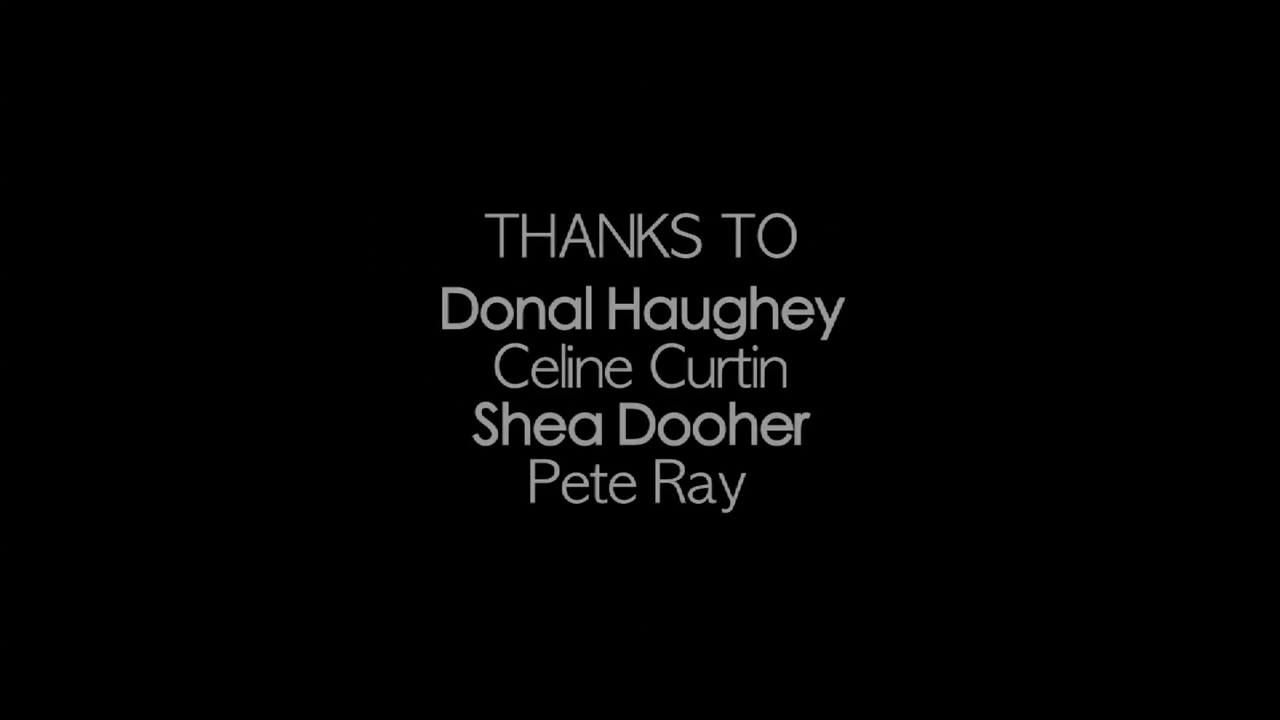 THANKS TO
Donal Haughey
Celine Curtin
Shea Dooher
Pete Ray